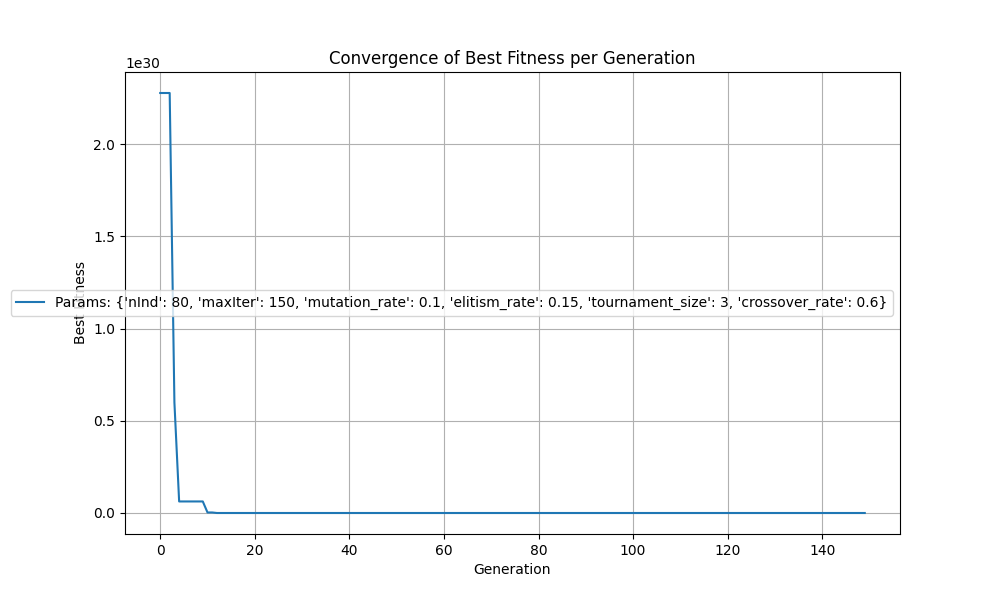 Convergence of Best Fitness per Generation
1e30
2.0
1.5
1.0
0.5
0.0
Best
ness
Params: {'nInd': 80, 'maxIter': 150, 'mutation_rate': 0.1, 'elitism_rate': 0.15, 'tournament_size': 3, 'crossover_rate': 0.6}
0 20 40 60 80 100 120 140
Generation